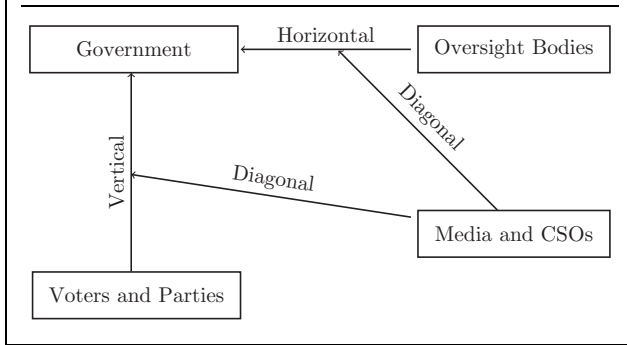 Government
Horizontal
Oversight Bodies
Diagonal
Vertical
Diagonal
Media and CSOs
Voters and Parties